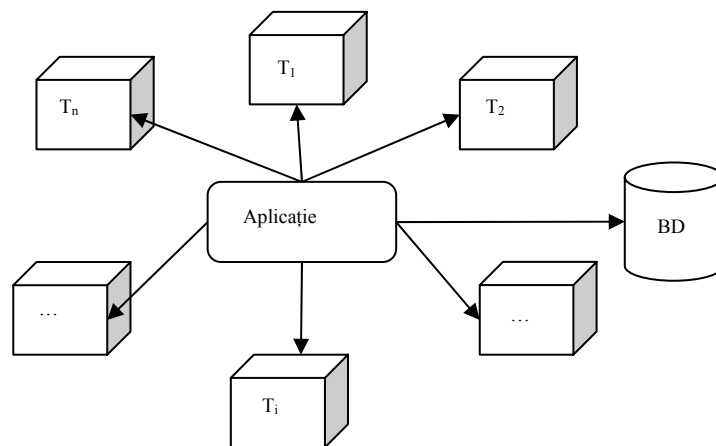 T₁
Tₙ
T₂
Aplicație
BD
...
...
Tᵢ